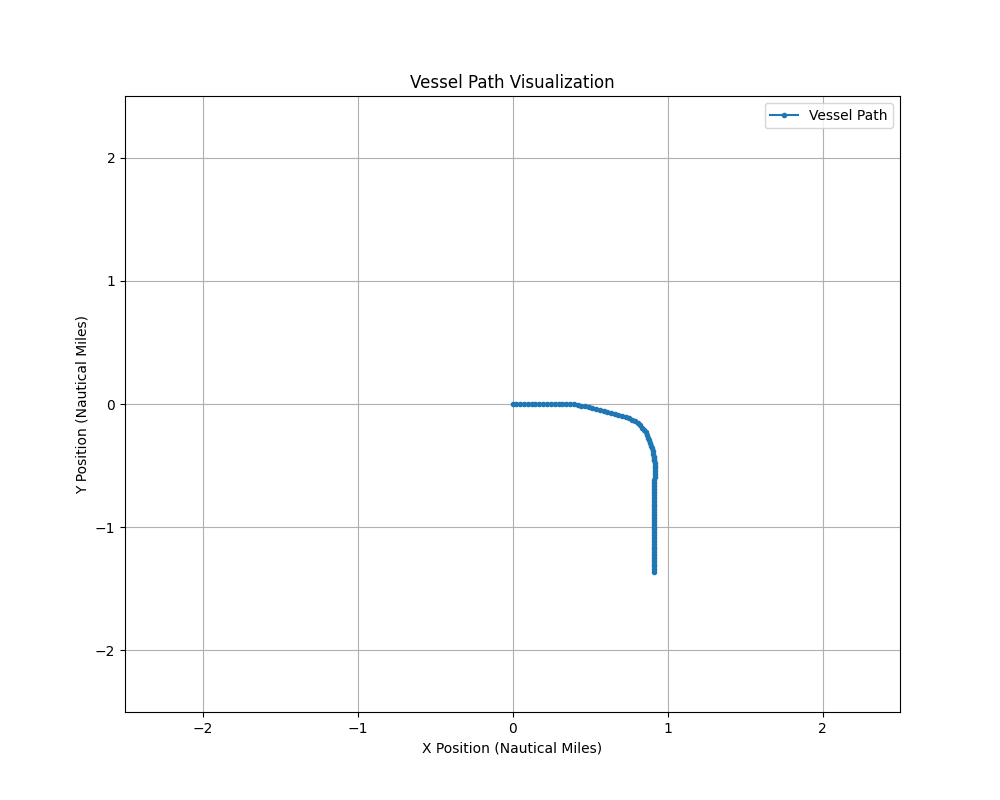 Vessel Path Visualization
Vessel Path
2
1
0
−1
−2
Y Position (Nautical Miles)
−2
−1
0
1
2
X Position (Nautical Miles)